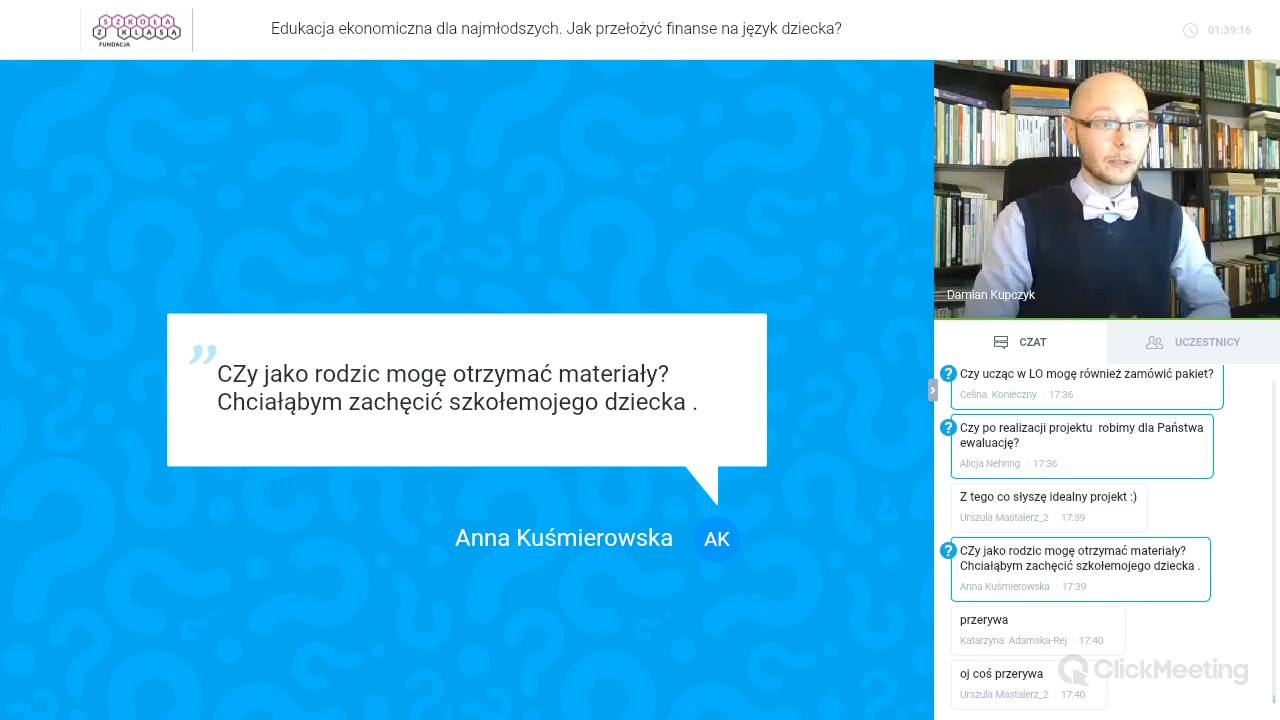 SZKOŁA
Z KLASĄ
FUNDACJA
Edukacja ekonomiczna dla najmłodszych. Jak przełożyć finanse na język dziecka?
01:39:16
Damian Kupczyk
CZAT
UCZESTNICY
” CZy jako rodzic mogę otrzymać materiały?
Chciałąbym zachęcić szkołemojego dziecka .
Anna Kuśmierowska AK
? Czy ucząc w LO mogę również zamówić pakiet?
Celina Konieczny 17:36
? Czy po realizacji projektu robimy dla Państwa
ewaluację?
Alicja Nehring 17:36
Z tego co słyszę idealny projekt :)
Urszula Mastalerz_2 17:39
? CZy jako rodzic mogę otrzymać materiały?
Chciałąbym zachęcić szkołemojego dziecka .
Anna Kuśmierowska 17:39
przerywa
Katarzyna Adamska-Rej 17:40
oj coś przerywa
Urszula Mastalerz_2 17:40
ClickMeeting